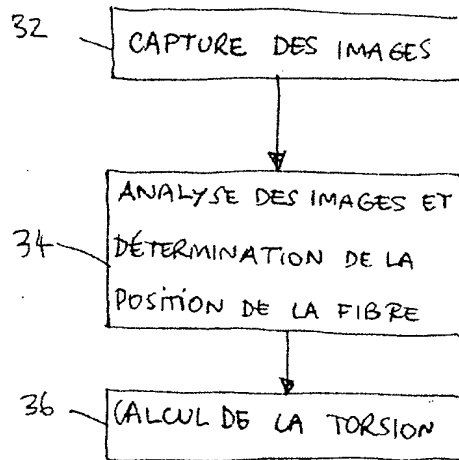 32
CAPTURE DES IMAGES
34
ANALYSE DES IMAGES ET
DÉTERMINATION DE LA
POSITION DE LA FIBRE
36
CALCUL DE LA TORSION